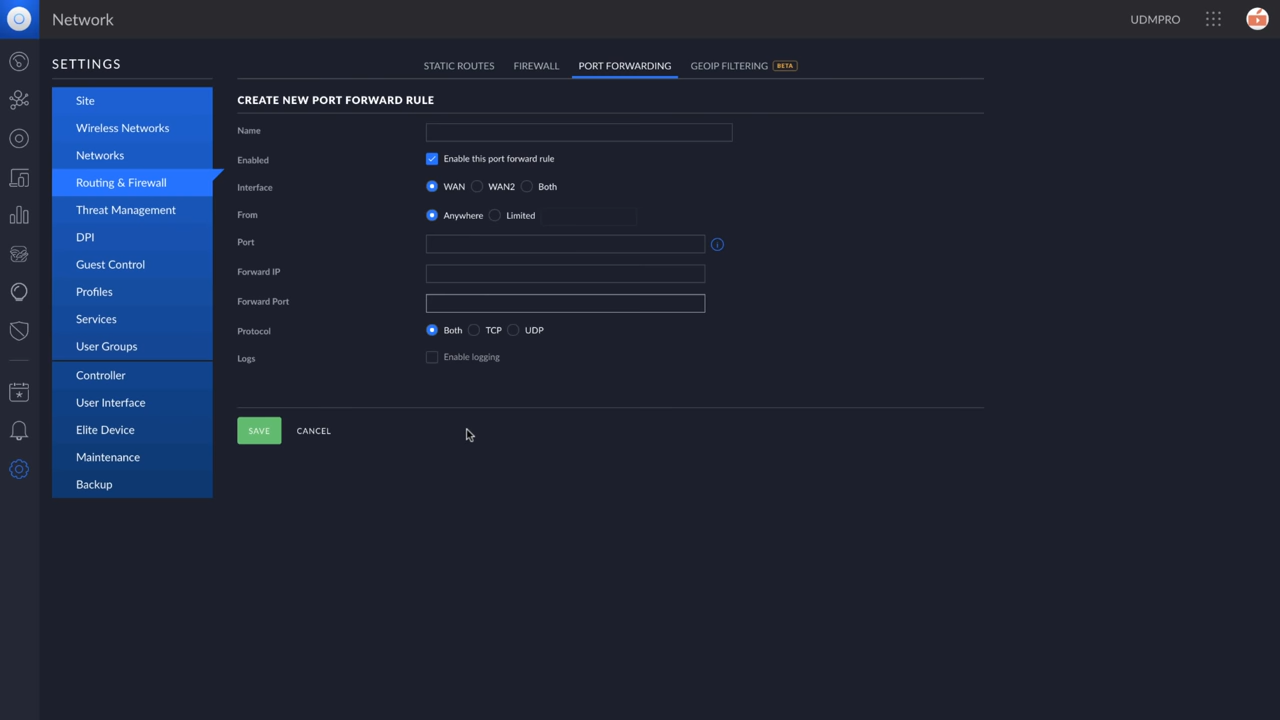 Network
UDMPRO
SETTINGS
Site
Wireless Networks
Networks
Routing & Firewall
Threat Management
DPI
Guest Control
Profiles
Services
User Groups
Controller
User Interface
Elite Device
Maintenance
Backup
STATIC ROUTES FIREWALL PORT FORWARDING GEOIP FILTERING BETA
CREATE NEW PORT FORWARD RULE
Name
Enabled Enable this port forward rule
Interface WAN WAN2 Both
From Anywhere Limited
Port
Forward IP
Forward Port
Protocol Both TCP UDP
Logs Enable logging
SAVE CANCEL